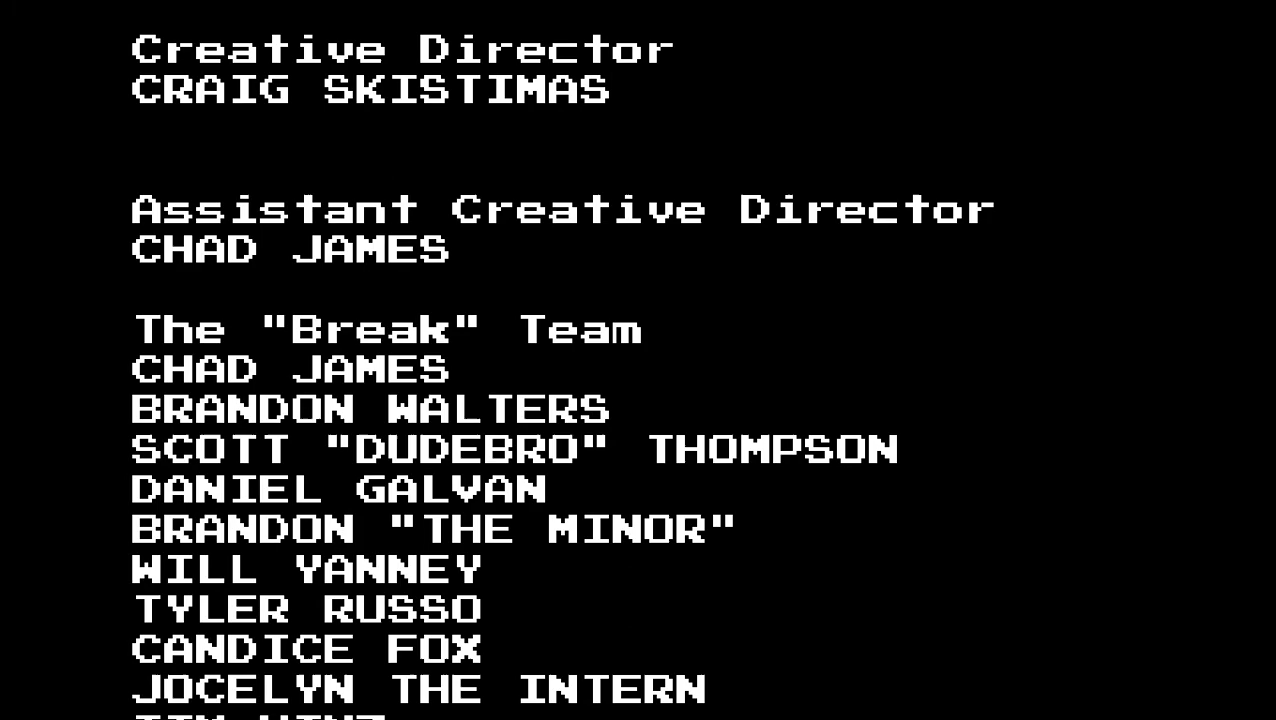 Creative Director
CRAIG SKISTIMAS
Assistant Creative Director
CHAD JAMES
The "Break" Team
CHAD JAMES
BRANDON WALTERS
SCOTT "DUDEBRO" THOMPSON
DANIEL GALVAN
BRANDON "THE MINOR"
WILL YANNEY
TYLER RUSSO
CANDICE FOX
JOCELYN THE INTERN